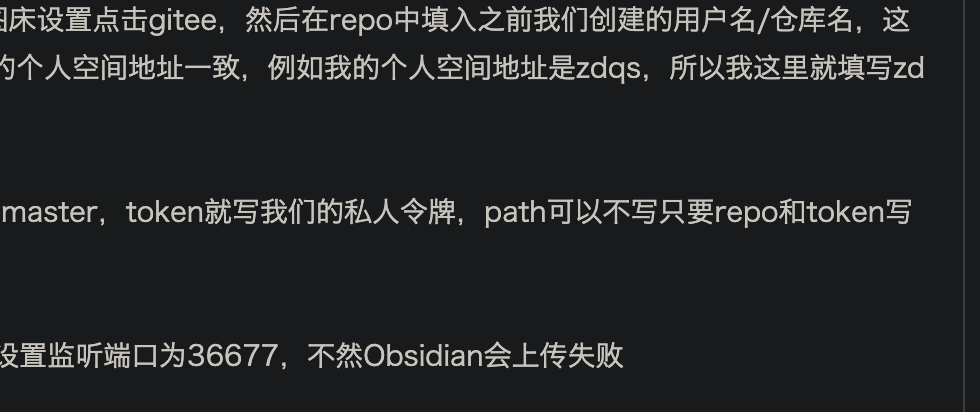 床设置点击gitee，然后在repo中填入之前我们创建的用户名/仓库名，这
的个人空间地址一致，例如我的个人空间地址是zdqs，所以我这里就填写zd
master，token就写我们的私人令牌，path可以不写只要repo和token写
设置监听端口为36677，不然Obsidian会上传失败